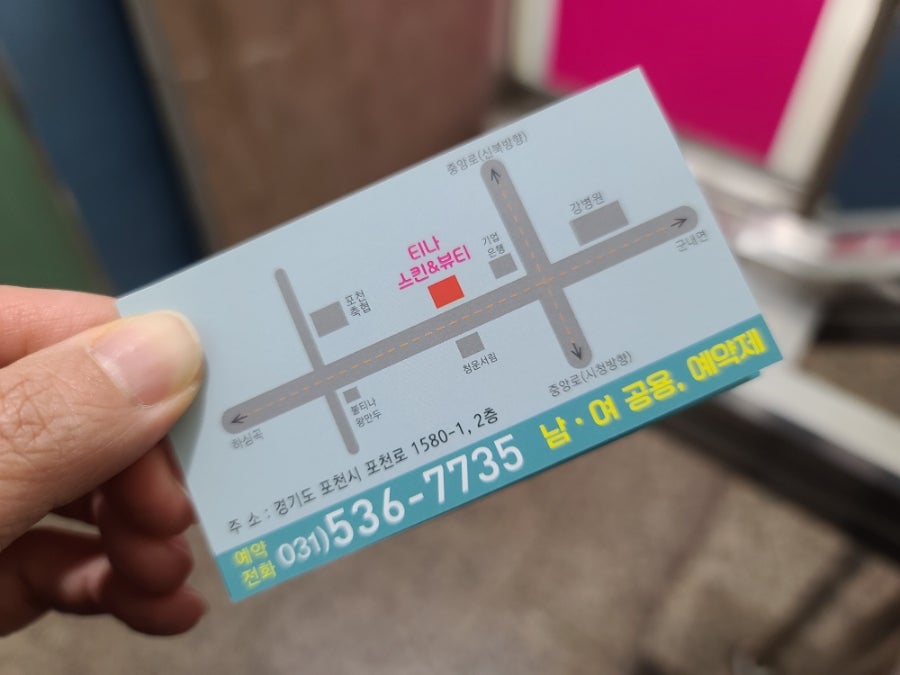 중앙로(신북방향)
강병원
군내면
기업
은행
티나
스킨&뷰티
포천
축협
청운서림
중앙로(시청방향)
불티나
왕만두
하심곡
주 소 : 경기도 포천시 포천로 1580-1, 2층
예약
전화
031)536-7735
남·여 공용, 예약제